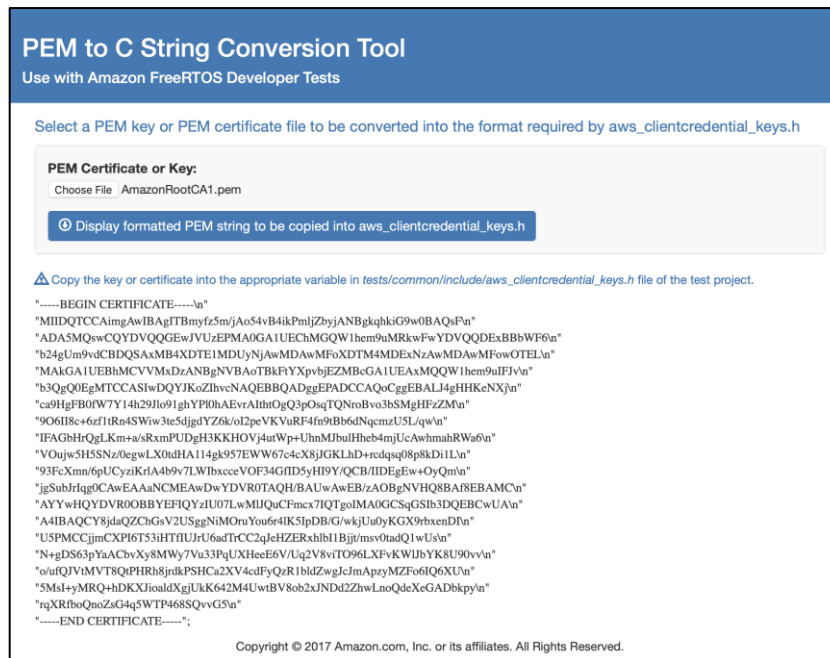 PEM to C String Conversion Tool
Use with Amazon FreeRTOS Developer Tests
Select a PEM key or PEM certificate file to be converted into the format required by aws_clientcredential_keys.h
PEM Certificate or Key:
Choose File AmazonRootCA1.pem
Display formatted PEM string to be copied into aws_clientcredential_keys.h
Copy the key or certificate into the appropriate variable in tests/common/include/aws_clientcredential_keys.h file of the test project.
"-----BEGIN CERTIFICATE-----\n"
"MIIDQTCCAimgAwIBAgITBmyfz5m/jAo54vB4ikPmljZbyjANBgkqhkiG9w0BAQsF\n"
"ADA5MQswCQYDVQQGEwJVUzEPMA0GA1UEChMGQW1hem9uMRkwFwYDVQQDExBBbWF6\n"
"b24gUm9vdCBDQSAxMB4XDTE1MDUyNjAwMDAwMFoXDTM4MDExNzAwMDAwMFowOTEL\n"
"MAkGA1UEBhMCVVMxDzANBgNVBAoTBkFtYXpvbjEZMBcGA1UEAxMQQW1hem9uIFJv\n"
"b3QgQ0EgMTCCASIwDQYJKoZIhvcNAQEBBQADggEPADCCAQoCggEBALJ4gHHKeNXj\n"
"ca9HgFB0fW7Y14h29Jlo91ghYPl0hAEvrAIthtOgQ3pOsqTQNroBvo3bSMgHFzZM\n"
"9O6II8c+6zf1tRn4SWiw3te5djgdYZ6k/oI2peVKVuRF4fn9tBb6dNqcmzU5L/qw\n"
"IFAGbHrQgLKm+a/sRxmPUDgH3KKHOVj4utWp+UhnMJbulHheb4mjUcAwhmahRWa6\n"
"VOujw5H5SNz/0egwLX0tdHA114gk957EWW67c4cX8jJGKLhD+rcdqsq08p8kDi1L\n"
"93FcXmn/6pUCyziKrlA4b9v7LWIbxcceVOF34GfID5yHI9Y/QCB/IIDEgEw+OyQm\n"
"jgSubJrIqg0CAwEAAaNCMEAwDwYDVR0TAQH/BAUwAwEB/zAOBgNVHQ8BAf8EBAMC\n"
"AYYwHQYDVR0OBBYEFIQYzIU07LwMlJQuCFmcx7IQTgoIMA0GCSqGSIb3DQEBCwUA\n"
"A4IBAQCY8jdaQZChGsV2USggNiMOruYou6r4lK5IpDB/G/wkjUu0yKGX9rbxenDI\n"
"U5PMCCjjmCXPI6T53iHTfIUJrU6adTrCC2qJeHZERxhlbI1Bjjt/msv0tadQ1wUs\n"
"N+gDS63pYaACbvXy8MWy7Vu33PqUXHeeE6V/Uq2V8viTO96LXFvKWlJbYK8U90vv\n"
"o/ufQJVtMVT8QtPHRh8jrdkPSHCa2XV4cdFyQzR1bldZwgJcJmApzyMZFo6IQ6XU\n"
"5MsI+yMRQ+hDKXJioaldXgjUkK642M4UwtBV8ob2xJNDd2ZhwLnoQdeXeGADbkpy\n"
"rqXRfboQnoZsG4q5WTP468SQvvG5\n"
"-----END CERTIFICATE-----";
Copyright © 2017 Amazon.com, Inc. or its affiliates. All Rights Reserved.